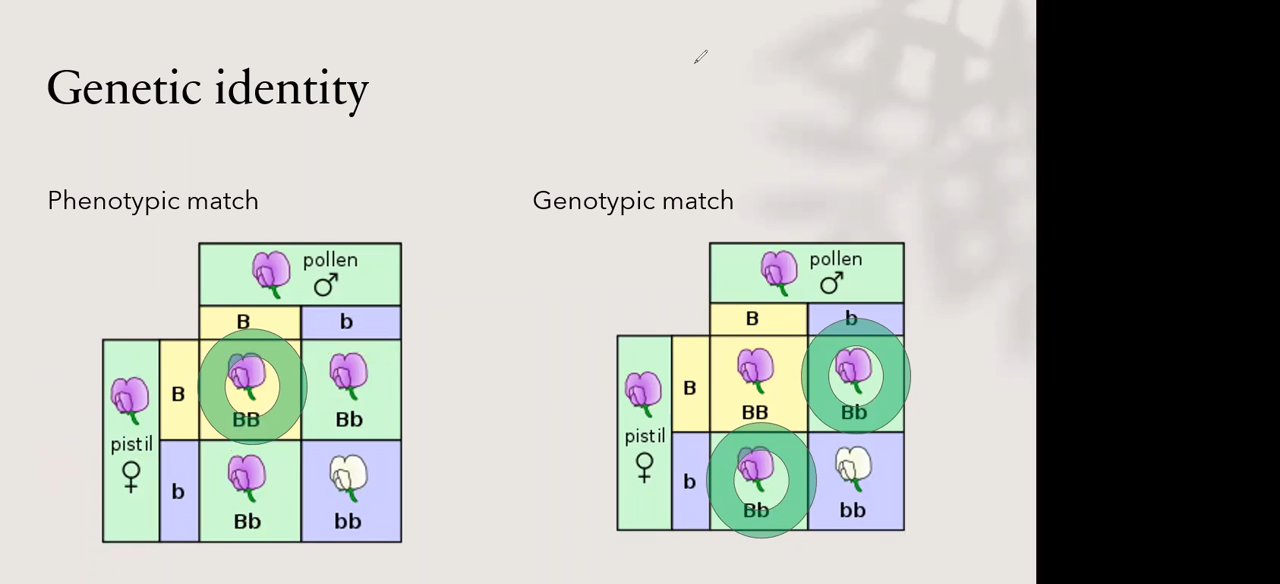 Genetic identity
Phenotypic match
pollen
♂
B b
B
BB Bb
pistil
♀
b
Bb bb
Genotypic match
pollen
♂
B b
B
BB Bb
pistil
♀
b
Bb bb